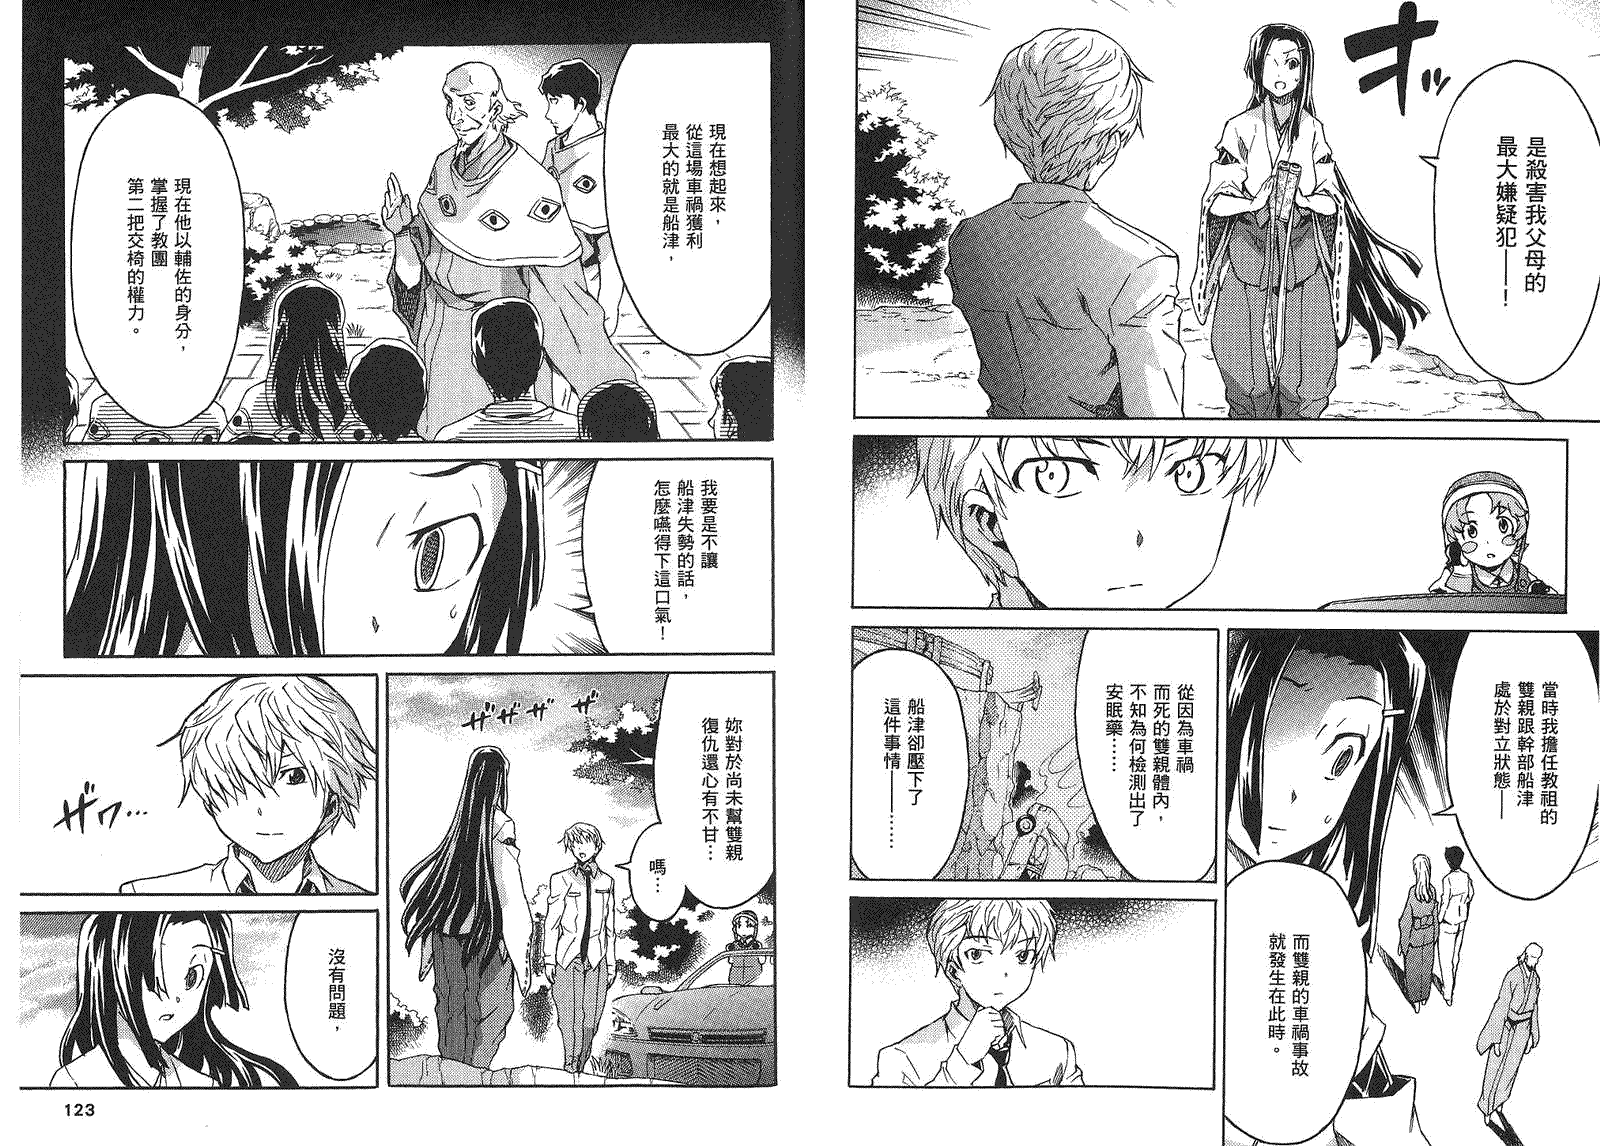 オッ
是殺害我父母的
最大嫌疑犯——！
當時我擔任教祖的
雙親跟幹部船津
處於對立狀態—
而雙親的車禍事故
就發生在此時。
從因為車禍
而死的雙親體內，
不知為何檢測出了
安眠藥……
船津卻壓下了
這件事情————
現在想起來，
從這場車禍獲利
最大的就是船津，
現在他以輔佐的身分，
掌握了教團
第二把交椅的權力。
我要是不讓
船津失勢的話，
怎麼嚥得下這口氣！
妳對於尚未幫雙親
復仇還心有不甘…
嗎…
ザザザザ
ザワ…
沒有問題，
123